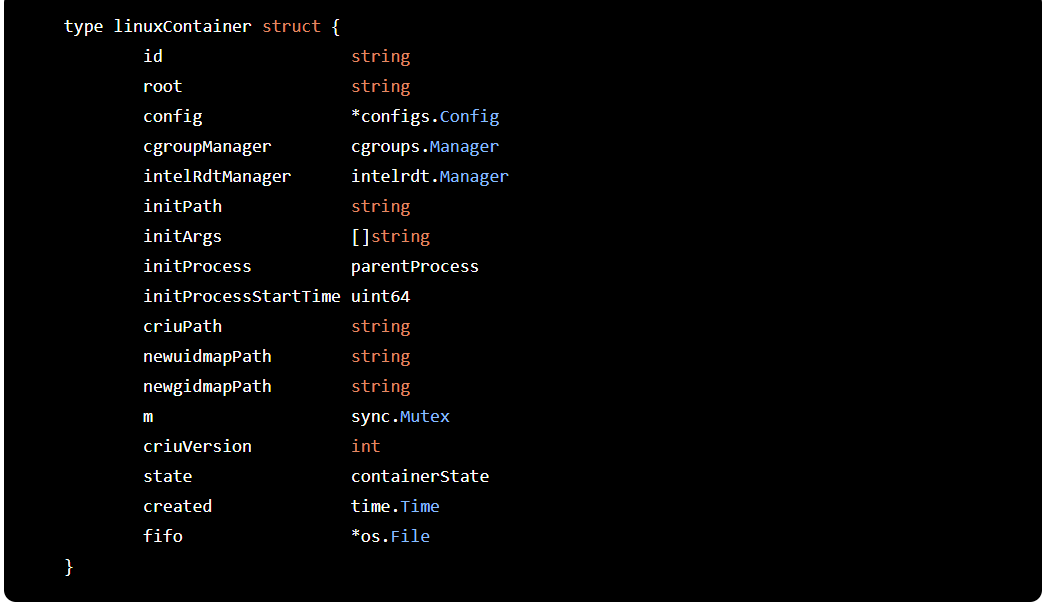 type linuxContainer struct {
id string
root string
config *configs.Config
cgroupManager cgroups.Manager
intelRdtManager intelrdt.Manager
initPath string
initArgs []string
initProcess parentProcess
initProcessStartTime uint64
criuPath string
newuidmapPath string
newgidmapPath string
m sync.Mutex
criuVersion int
state containerState
created time.Time
fifo *os.File
}